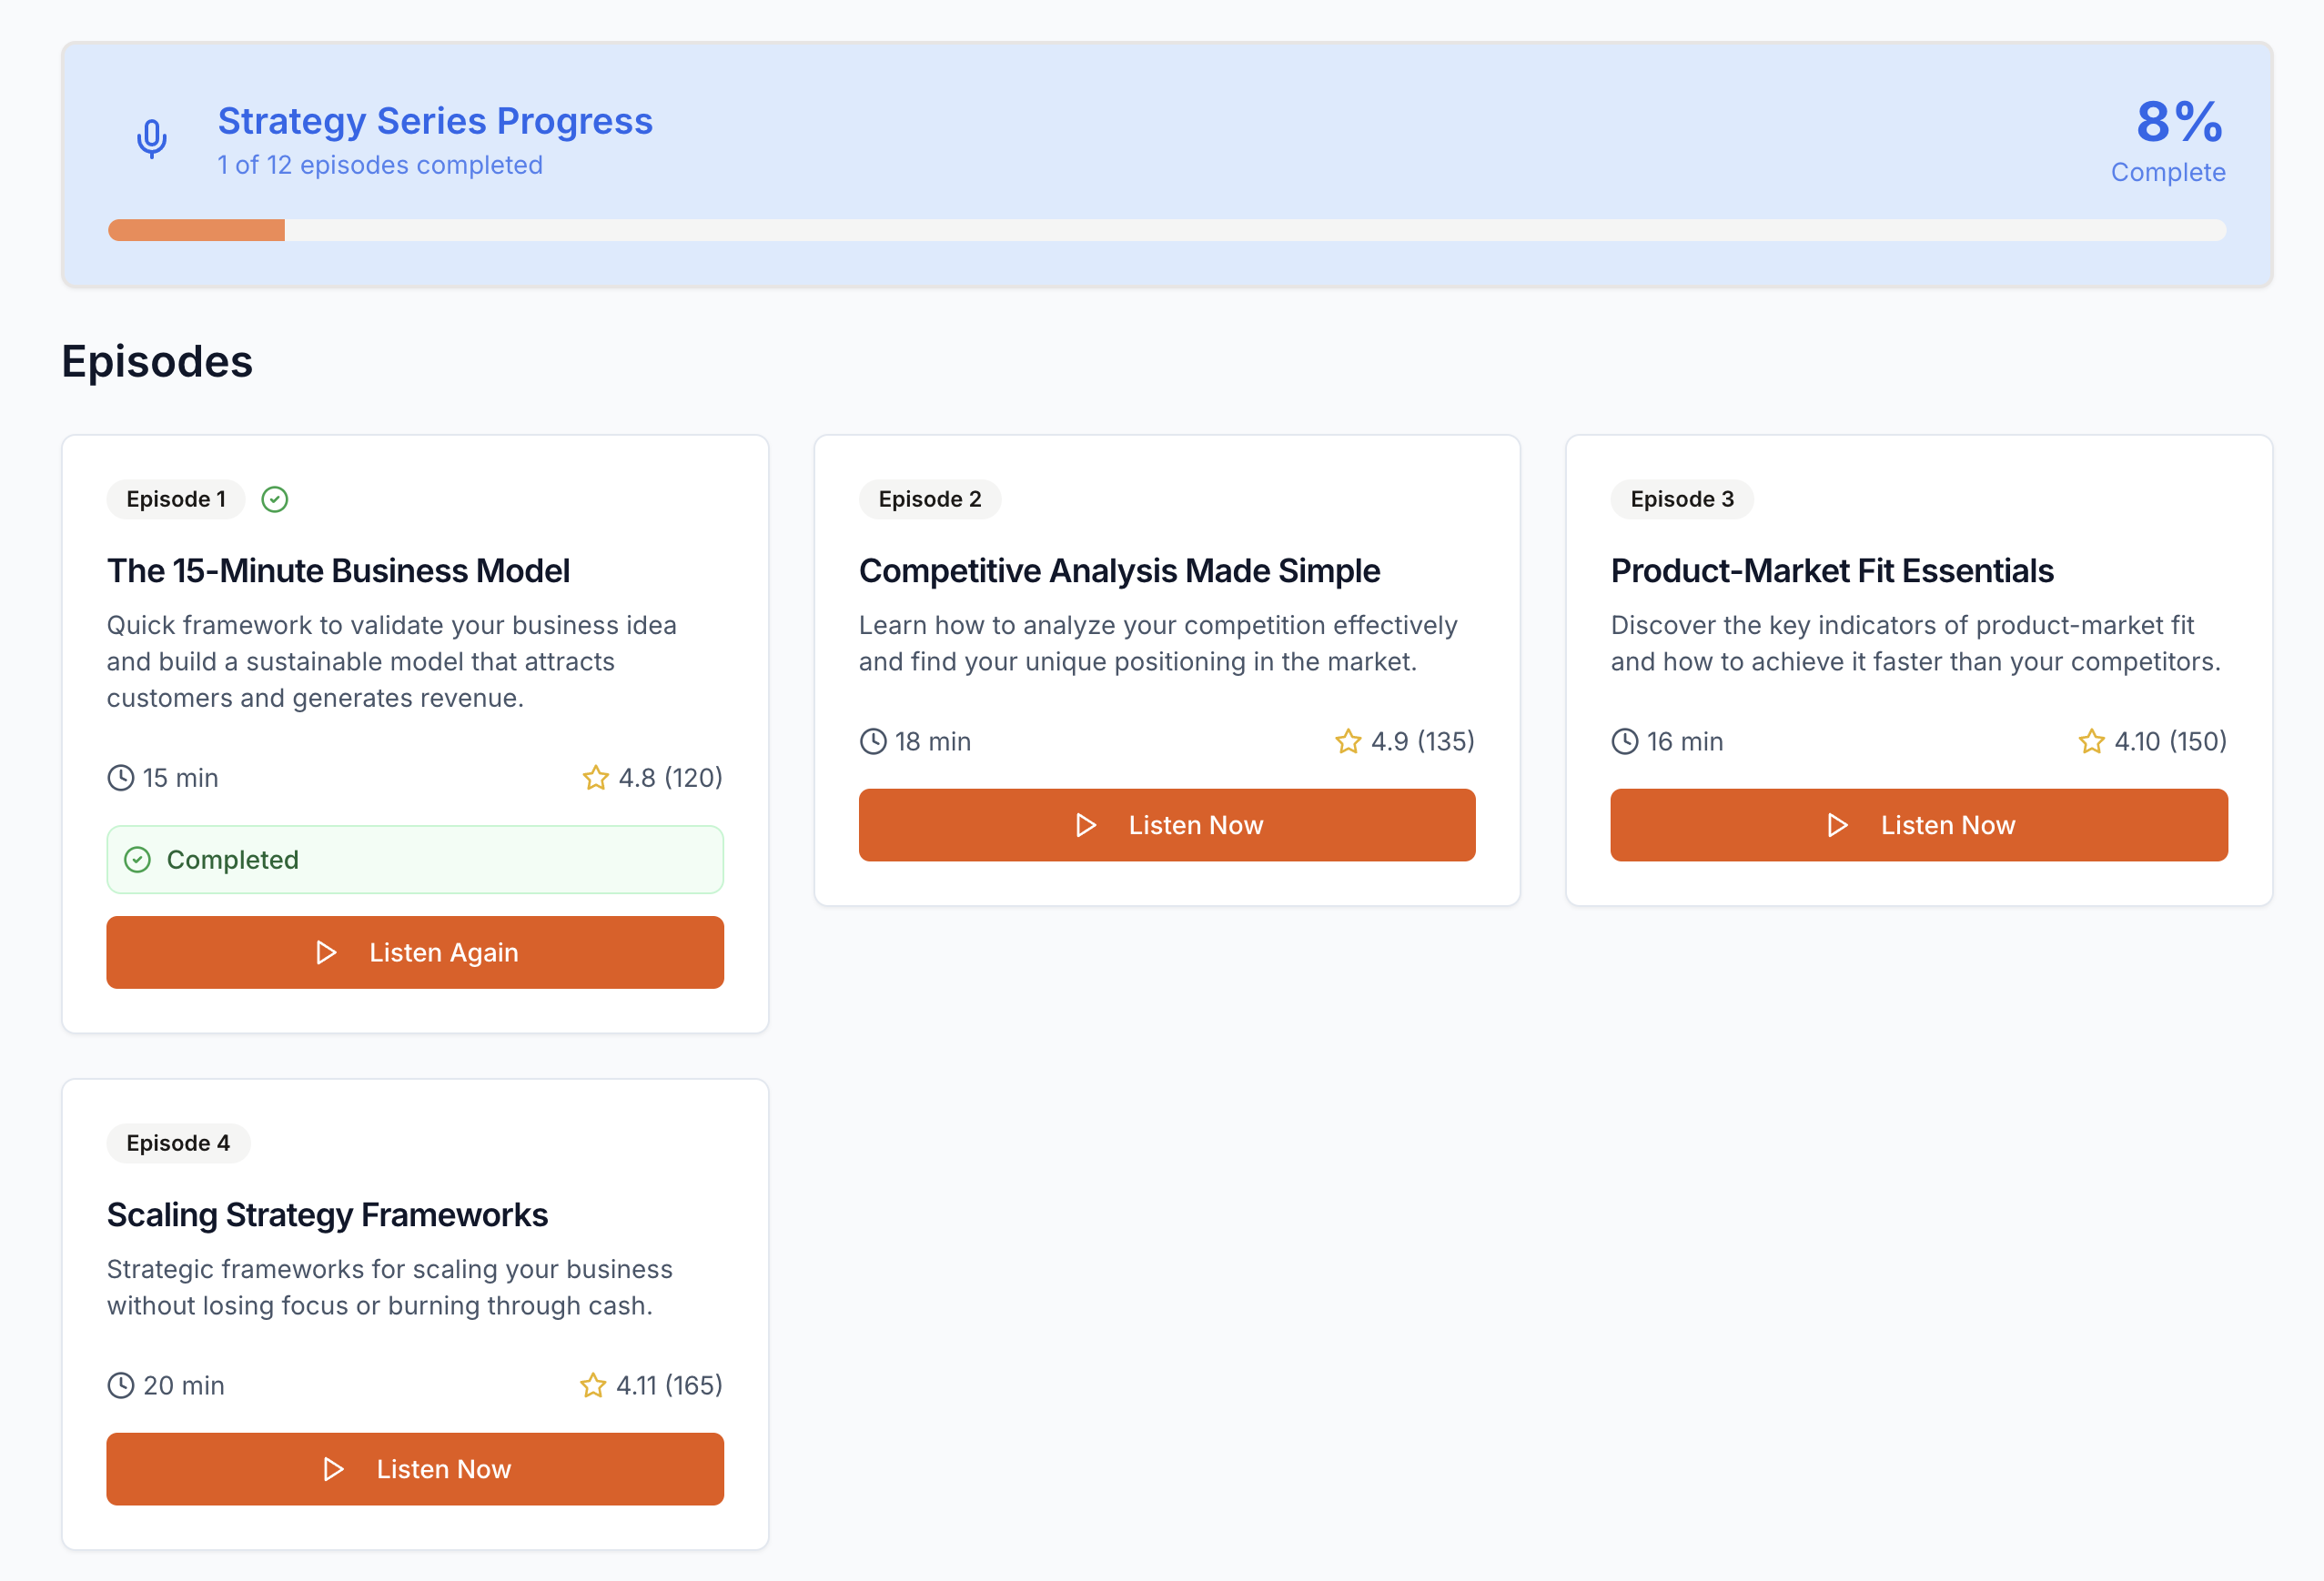 Strategy Series Progress
1 of 12 episodes completed
8%
Complete
Episodes
Episode 1
The 15-Minute Business Model
Quick framework to validate your business idea
and build a sustainable model that attracts
customers and generates revenue.
15 min
4.8 (120)
Completed
Listen Again
Episode 2
Competitive Analysis Made Simple
Learn how to analyze your competition effectively
and find your unique positioning in the market.
18 min
4.9 (135)
Listen Now
Episode 3
Product-Market Fit Essentials
Discover the key indicators of product-market fit
and how to achieve it faster than your competitors.
16 min
4.10 (150)
Listen Now
Episode 4
Scaling Strategy Frameworks
Strategic frameworks for scaling your business
without losing focus or burning through cash.
20 min
4.11 (165)
Listen Now